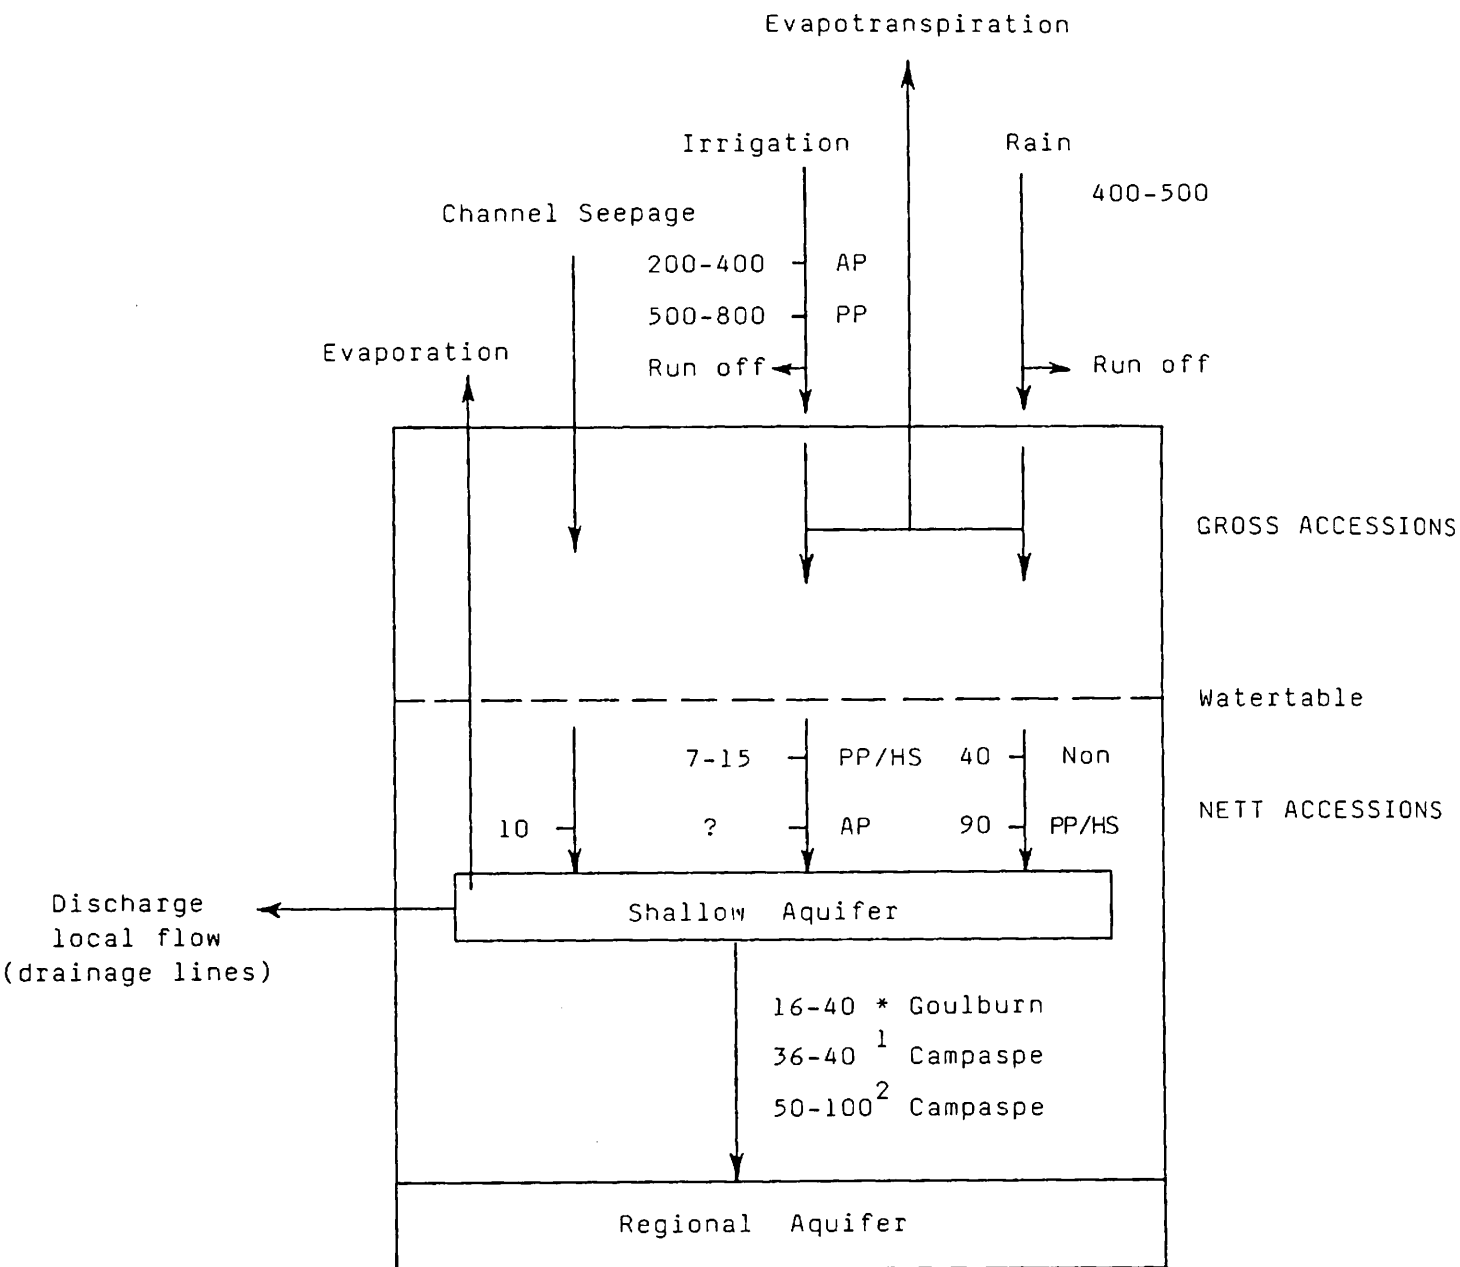 Evapotranspiration
Irrigation
Rain
400-500
Channel Seepage
200-400 AP
500-800 PP
Evaporation
Run off
Run off
GROSS ACCESSIONS
Watertable
7-15 PP/HS
40 Non
NETT ACCESSIONS
10
? AP
90 PP/HS
Discharge
local flow
(drainage lines)
Shallow Aquifer
16-40 * Goulburn
36-40 1 Campaspe
50-100 2 Campaspe
Regional Aquifer